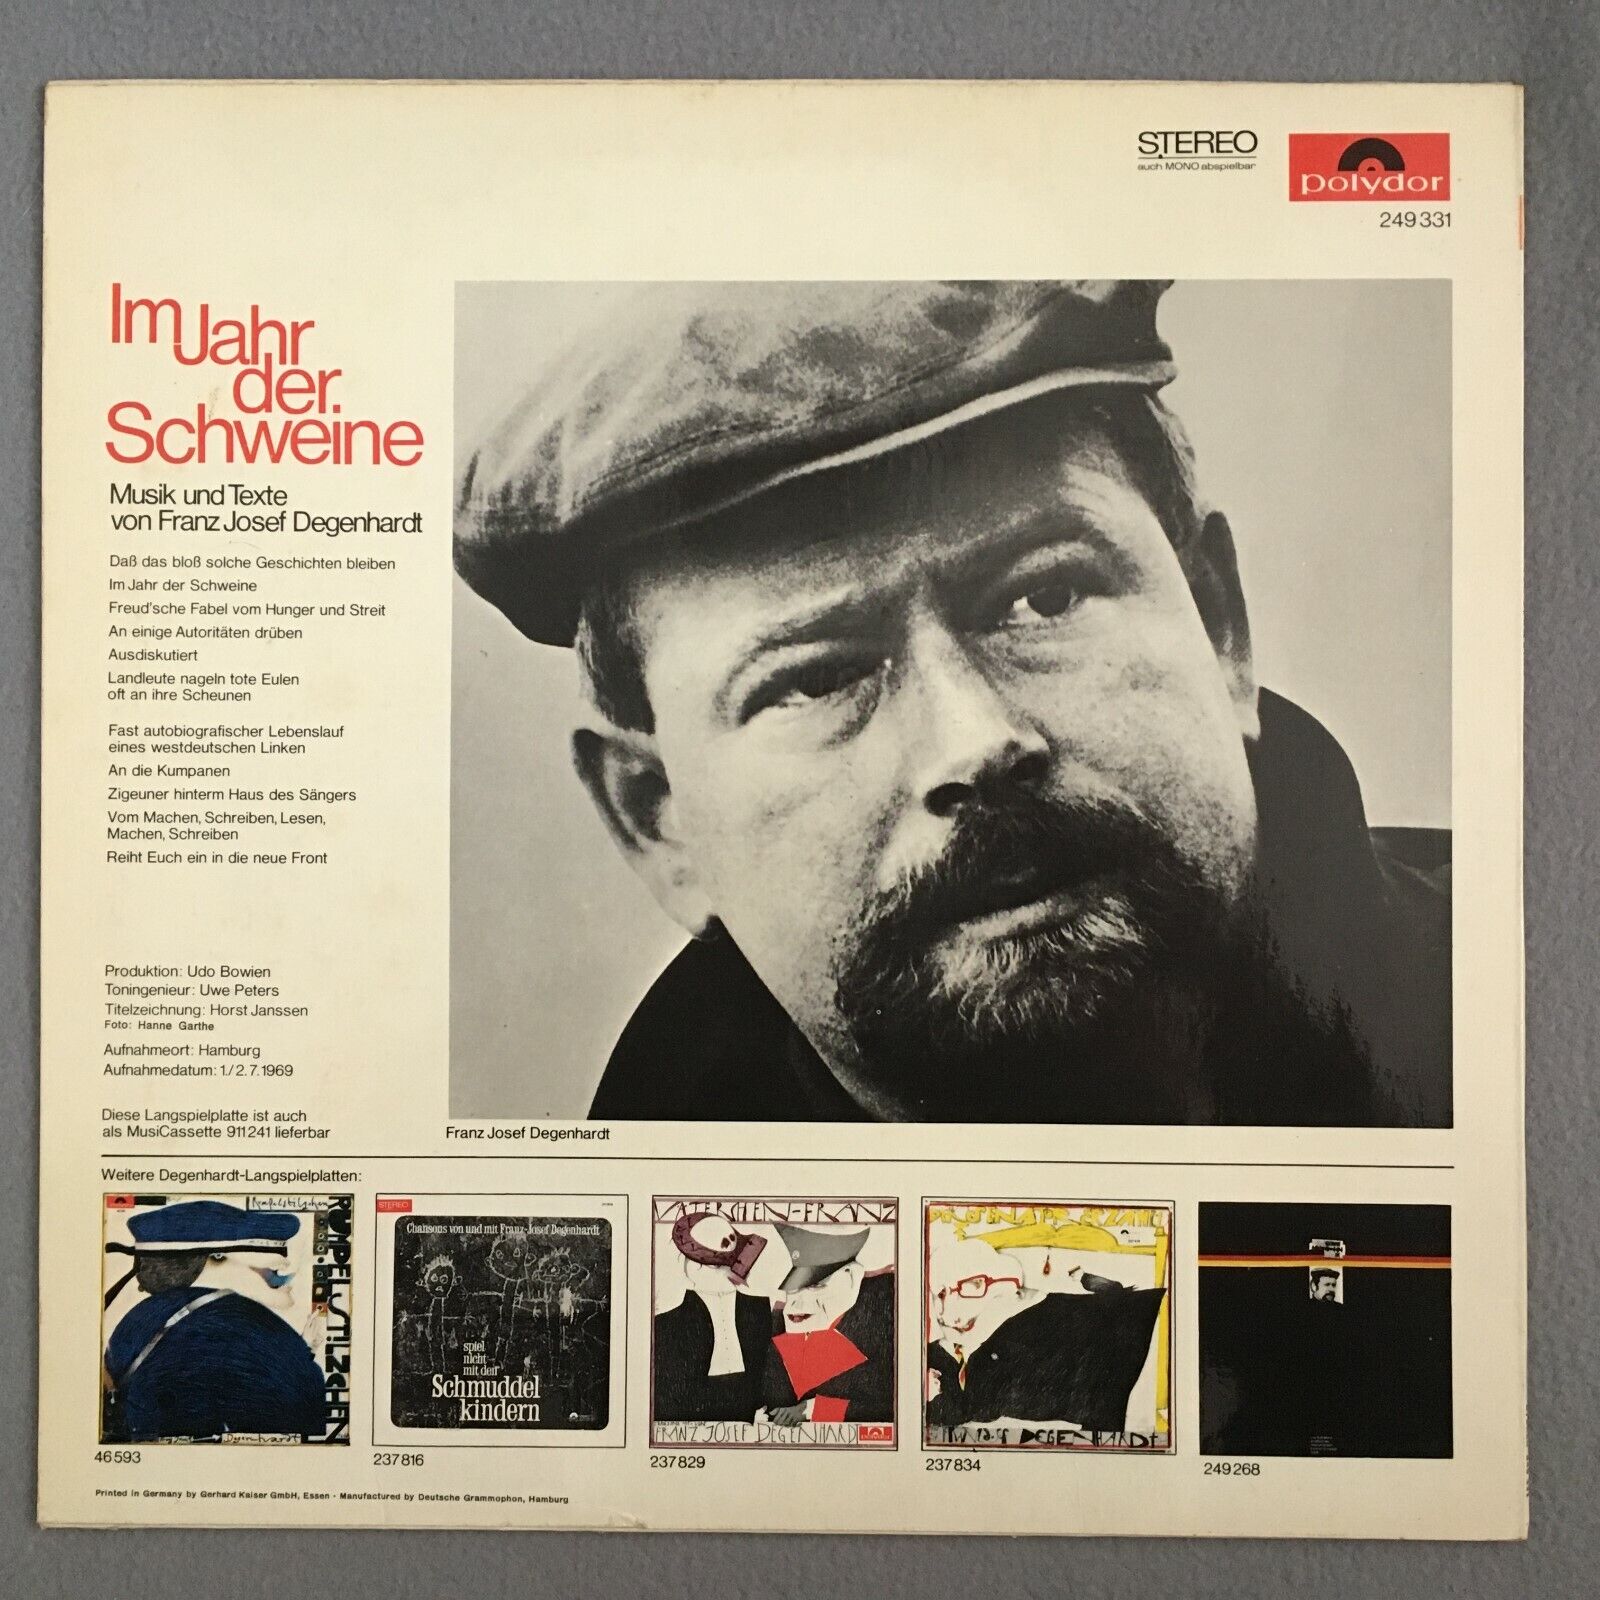 STEREO
auch MONO abspielbar
polydor
249 331
Im Jahr
der
Schweine
Musik und Texte
von Franz Josef Degenhardt
Daß das bloß solche Geschichten bleiben
Im Jahr der Schweine
Freud'sche Fabel vom Hunger und Streit
An einige Autoritäten drüben
Ausdiskutiert
Landleute nageln tote Eulen
oft an ihre Scheunen
Fast autobiografischer Lebenslauf
eines westdeutschen Linken
An die Kumpanen
Zigeuner hinterm Haus des Sängers
Vom Machen, Schreiben, Lesen,
Machen, Schreiben
Reiht Euch ein in die neue Front
Produktion: Udo Bowien
Toningenieur: Uwe Peters
Titelzeichnung: Horst Janssen
Foto: Hanne Garthe
Aufnahmeort: Hamburg
Aufnahmedatum: 1./2.7.1969
Diese Langspielplatte ist auch
als MusiCassette 911241 lieferbar
Franz Josef Degenhardt
Weitere Degenhardt-Langspielplatten:
Rumpelstilzchen
RUMPELSTILZCHEN
Degenhardt
46 593
STEREO
Chansons von und mit Franz-Josef Degenhardt
spiel
nicht
mit den
Schmuddel
kindern
237 816
VATERCHEN-FRANZ
FRANZ JOSEF DEGENHARDT
237 829
DEGENHARDT
237 834
249 268
Printed in Germany by Gerhard Kaiser GmbH, Essen · Manufactured by Deutsche Grammophon, Hamburg